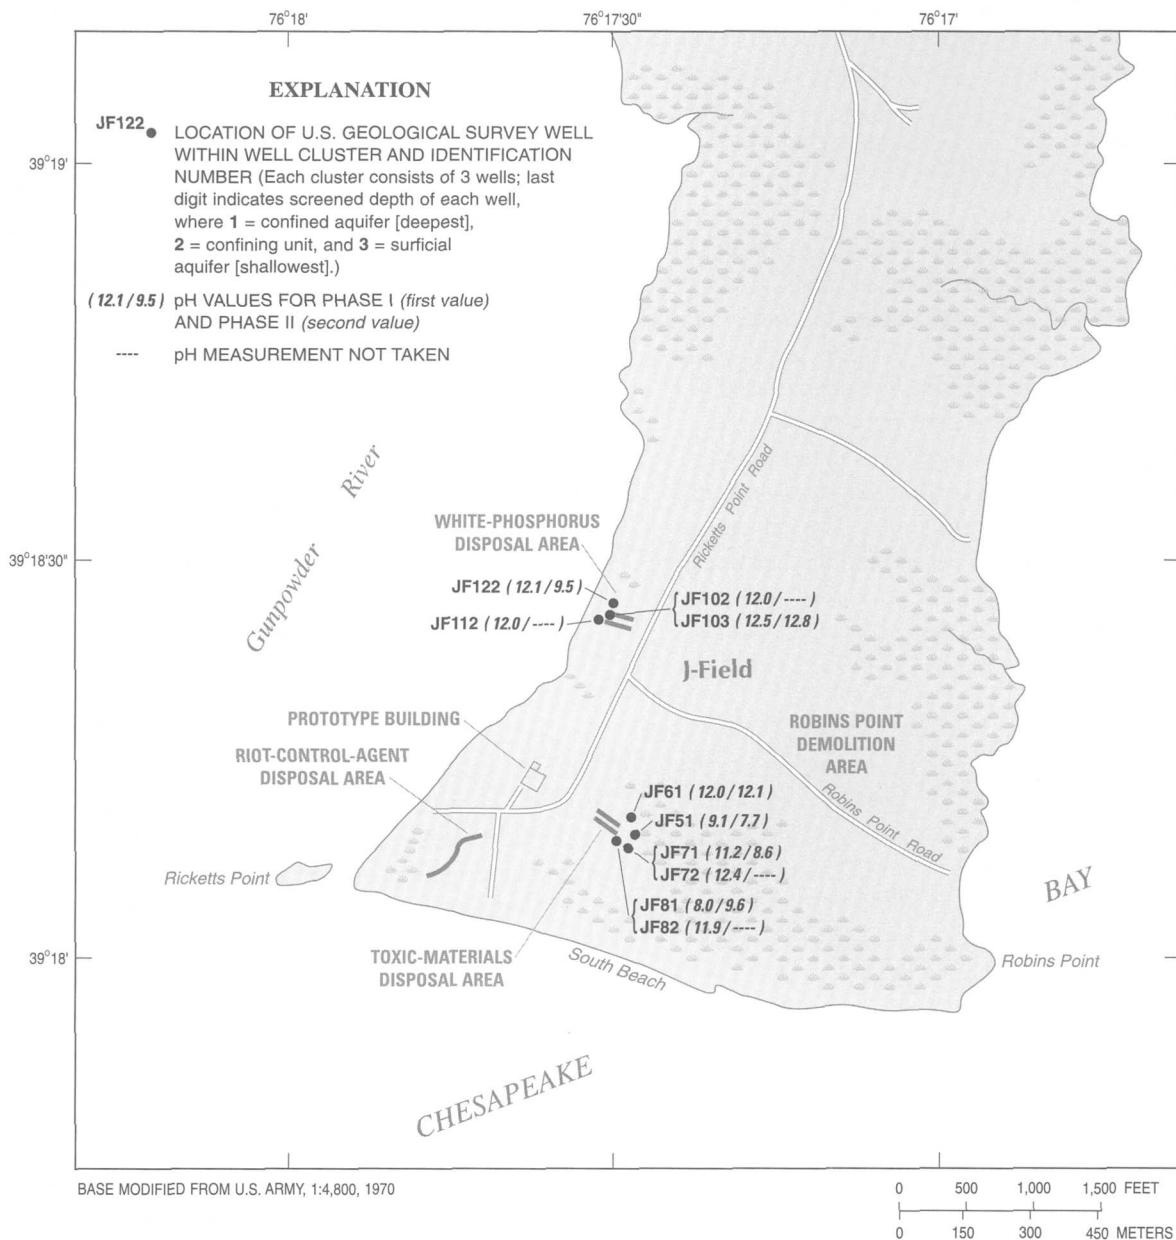 76°18'
76°17'30"
76°17'
EXPLANATION
JF122
LOCATION OF U.S. GEOLOGICAL SURVEY WELL
WITHIN WELL CLUSTER AND IDENTIFICATION
NUMBER (Each cluster consists of 3 wells; last
digit indicates screened depth of each well,
where 1 = confined aquifer [deepest],
2 = confining unit, and 3 = surficial
aquifer [shallowest].)
(12.1/9.5) pH VALUES FOR PHASE I (first value)
AND PHASE II (second value)
---- pH MEASUREMENT NOT TAKEN
39°19'
39°18'30"
39°18'
Gunpowder River
Ricketts Point Road
WHITE-PHOSPHORUS
DISPOSAL AREA
JF122 (12.1/9.5)
JF112 (12.0/----)
JF102 (12.0/----)
JF103 (12.5/12.8)
J-Field
PROTOTYPE BUILDING
RIOT-CONTROL-AGENT
DISPOSAL AREA
ROBINS POINT
DEMOLITION
AREA
Robins Point Road
JF61 (12.0/12.1)
JF51 (9.1/7.7)
JF71 (11.2/8.6)
JF72 (12.4/----)
JF81 (8.0/9.6)
JF82 (11.9/----)
Ricketts Point
TOXIC-MATERIALS
DISPOSAL AREA
South Beach
Robins Point
CHESAPEAKE
BAY
BASE MODIFIED FROM U.S. ARMY, 1:4,800, 1970
0 500 1,000 1,500 FEET
0 150 300 450 METERS